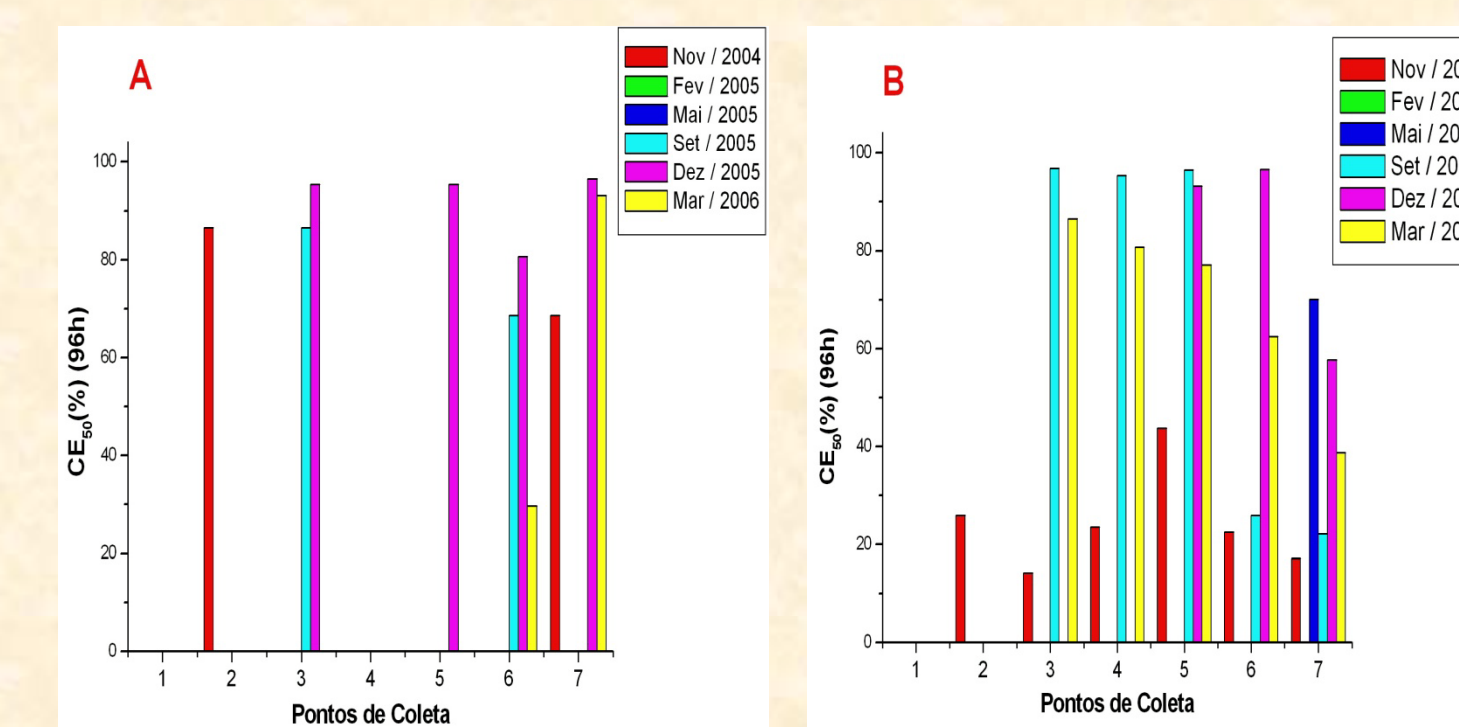 A
Nov / 2004
Fev / 2005
Mai / 2005
Set / 2005
Dez / 2005
Mar / 2006
100
80
60
40
20
0
CE50(%) (96h)
1 2 3 4 5 6 7
Pontos de Coleta
B
Nov / 20
Fev / 20
Mai / 20
Set / 20
Dez / 20
Mar / 20
100
80
60
40
20
0
CE50(%) (96h)
1 2 3 4 5 6 7
Pontos de Coleta